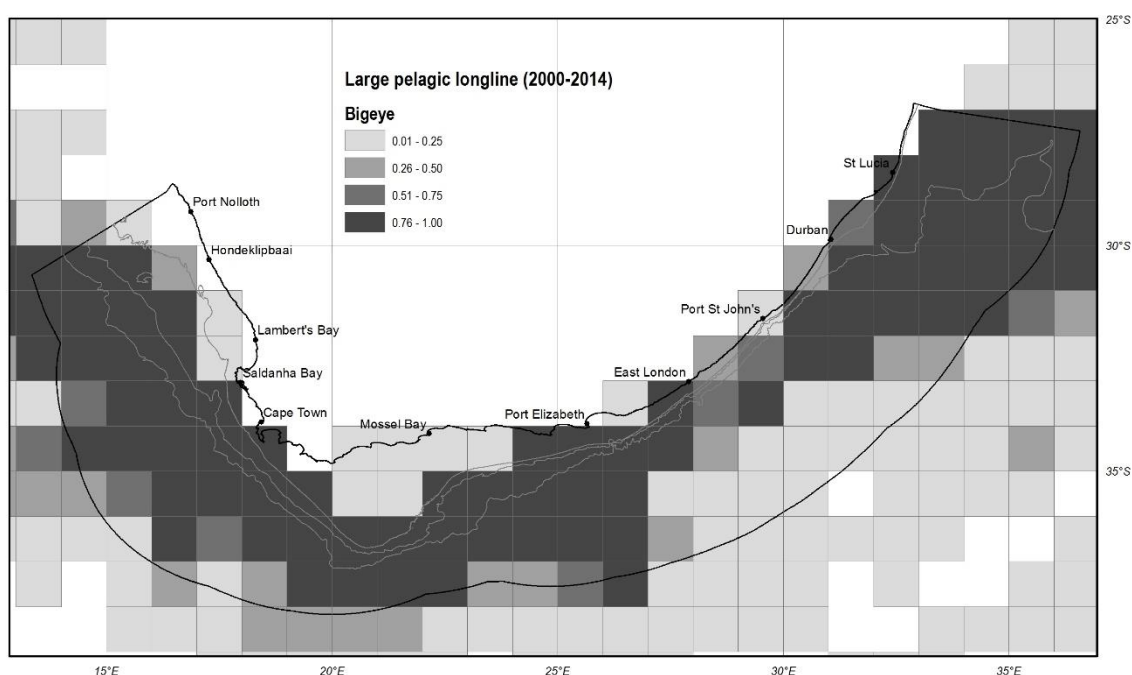 25°S
Large pelagic longline (2000-2014)
Bigeye
0.01 - 0.25
0.26 - 0.50
0.51 - 0.75
0.76 - 1.00
St Lucia
Port Nolloth
Durban
30°S
Hondeklipbaai
Port St John's
Lambert's Bay
Saldanha Bay
East London
Cape Town
Mossel Bay
Port Elizabeth
35°S
15°E
20°E
25°E
30°E
35°E